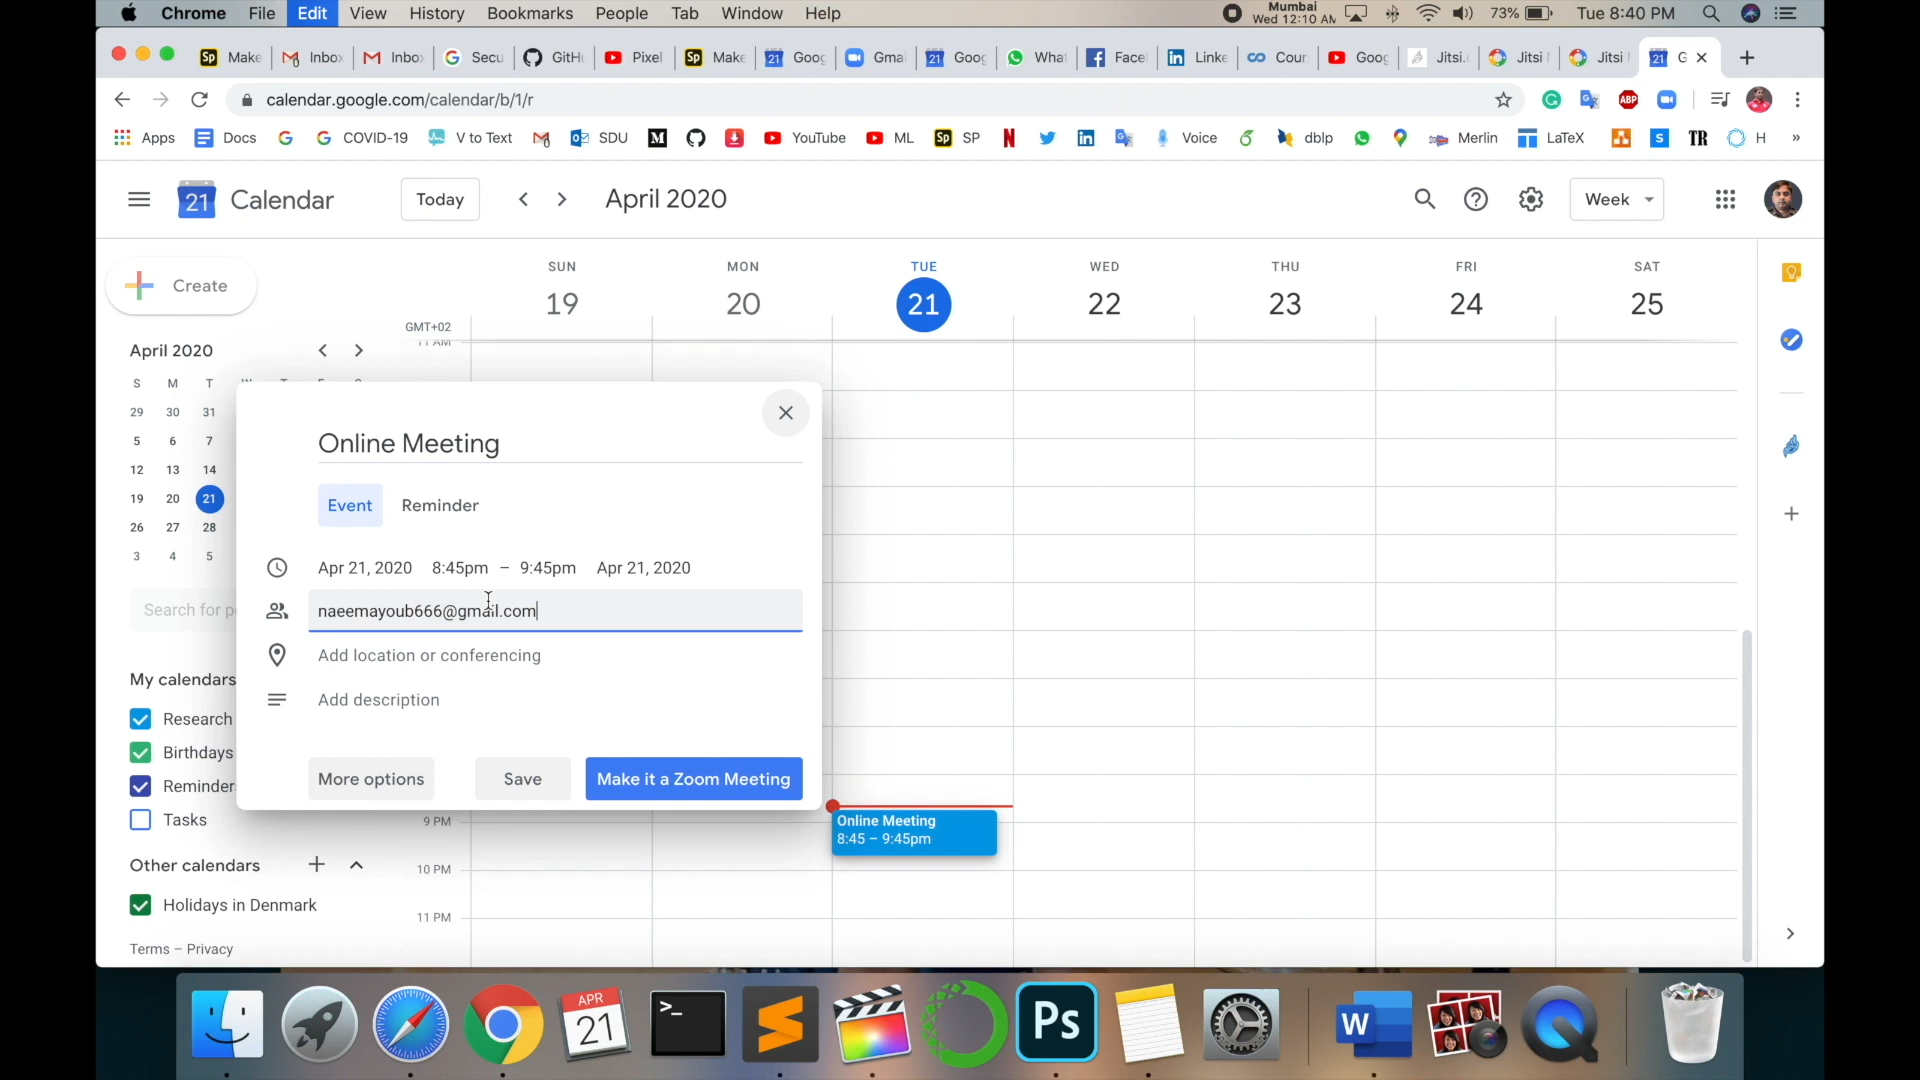 Chrome File Edit View History Bookmarks People Tab Window Help
Mumbai
Wed 12:10 AM
73% Tue 8:40 PM
Make Inbo Inbo Secu GitHu Pixel Make Goog Gmai Goog What Face Linke Cour Goog Jitsi. Jitsi Jitsi G
calendar.google.com/calendar/b/1/r
ABP
Apps Docs COVID-19 V to Text SDU YouTube ML SP Voice dblp Merlin LaTeX TR H »
21 Calendar Today April 2020 Week
Create
SUN MON TUE WED THU FRI SAT
19 20 21 22 23 24 25
GMT+02
11 AM
April 2020
S M T
29 30 31
5 6 7
12 13 14
19 20 21
26 27 28
3 4 5
Search for p
My calendars
Research
Birthdays
Reminder
Tasks
Other calendars
Holidays in Denmark
Terms – Privacy
Online Meeting
Event Reminder
Apr 21, 2020 8:45pm – 9:45pm Apr 21, 2020
naeemayoub666@gmail.com
Add location or conferencing
Add description
More options Save Make it a Zoom Meeting
9 PM
10 PM
11 PM
Online Meeting
8:45 – 9:45pm
APR
21
>_
Ps
W